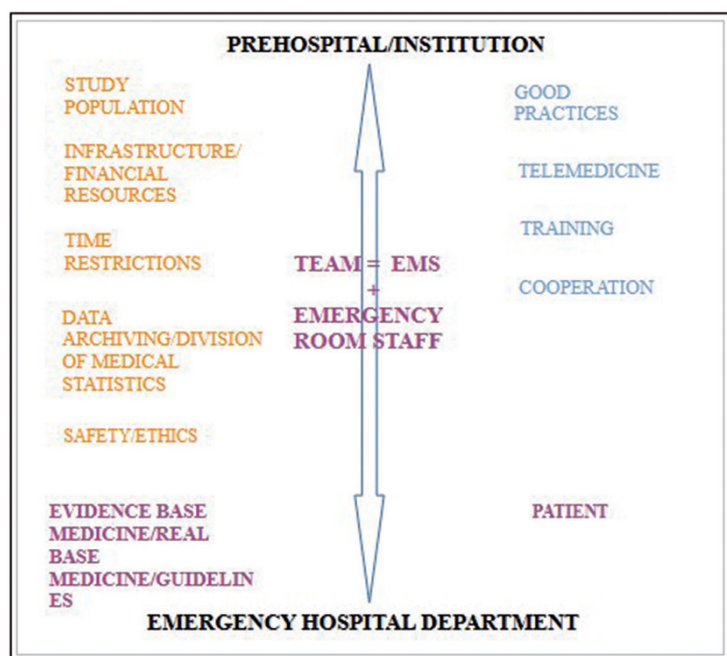 PREHOSPITAL/INSTITUTION
STUDY
POPULATION
INFRASTRUCTURE/
FINANCIAL
RESOURCES
TIME
RESTRICTIONS
DATA
ARCHIVING/DIVISION
OF MEDICAL
STATISTICS
SAFETY/ETHICS
TEAM = EMS
+
EMERGENCY
ROOM STAFF
GOOD
PRACTICES
TELEMEDICINE
TRAINING
COOPERATION
EVIDENCE BASE
MEDICINE/REAL
BASE
MEDICINE/GUIDELIN
ES
PATIENT
EMERGENCY HOSPITAL DEPARTMENT